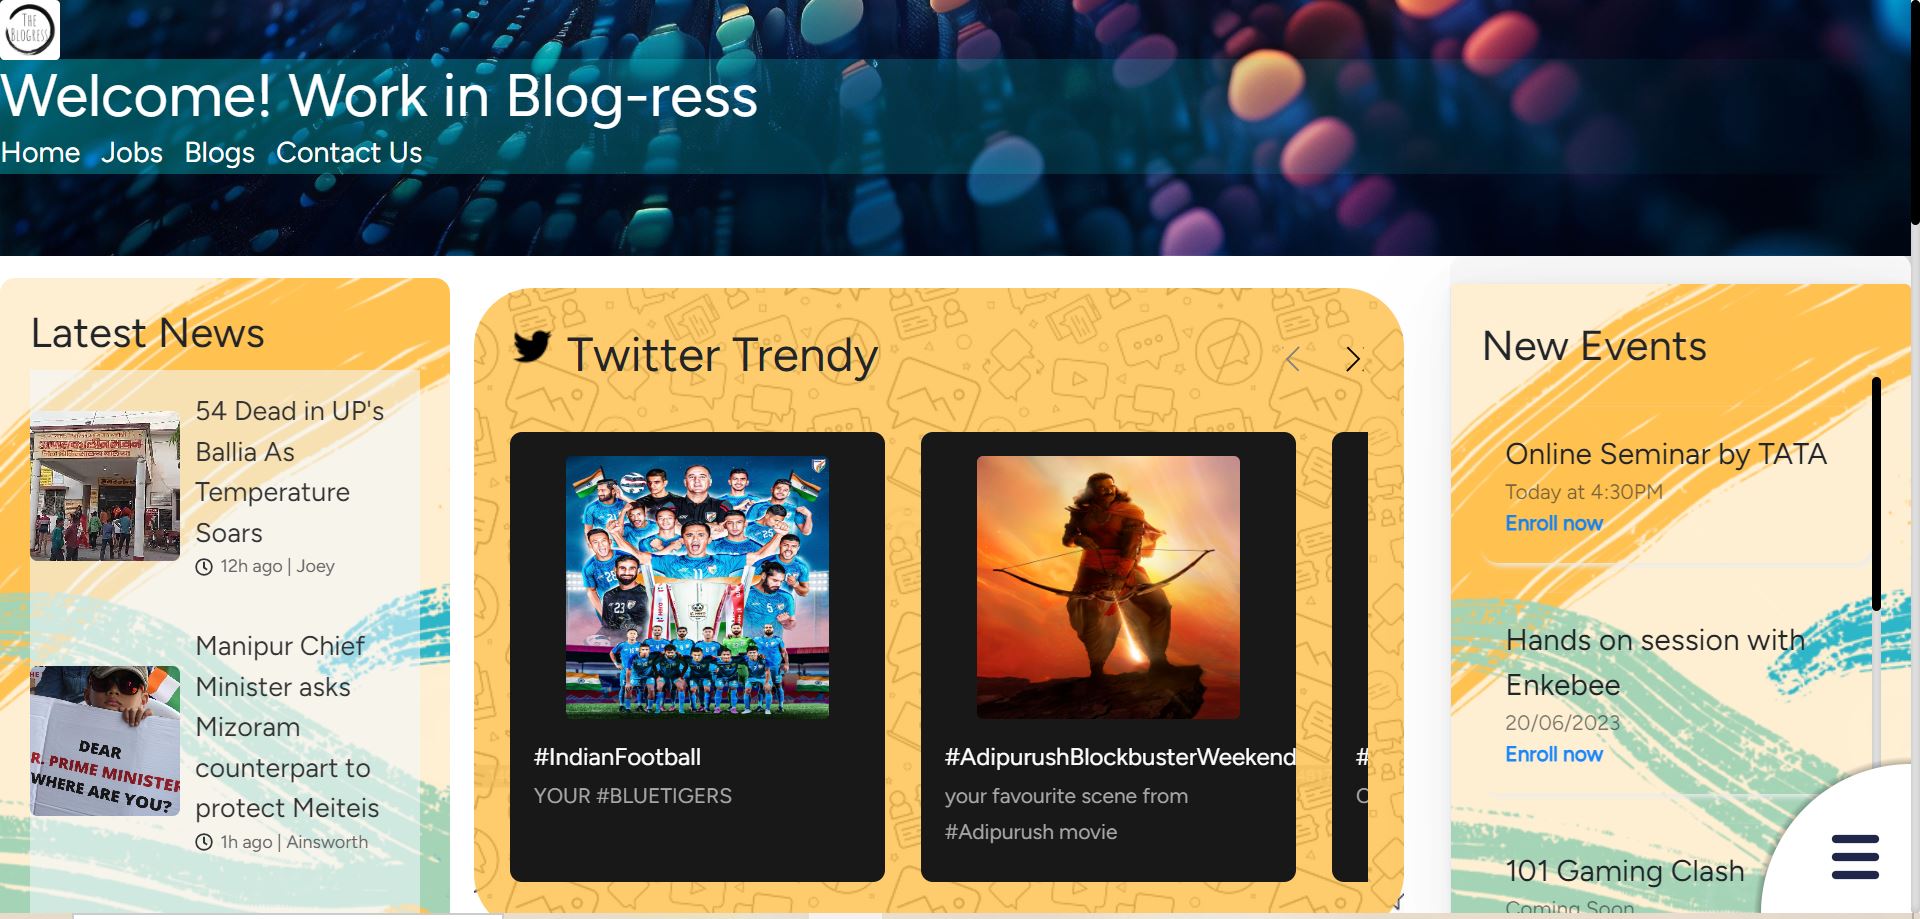 THE
BLOGRESS
Welcome! Work in Blog-ress
Home Jobs Blogs Contact Us
Latest News
54 Dead in UP's
Ballia As
Temperature
Soars
12h ago | Joey
Manipur Chief
Minister asks
Mizoram
counterpart to
protect Meiteis
1h ago | Ainsworth
DEAR
R. PRIME MINISTER
WHERE ARE YOU?
Twitter Trendy
#IndianFootball
YOUR #BLUETIGERS
#AdipurushBlockbusterWeekend
your favourite scene from
#Adipurush movie
#
C
New Events
Online Seminar by TATA
Today at 4:30PM
Enroll now
Hands on session with
Enkebee
20/06/2023
Enroll now
101 Gaming Clash
Coming Soon